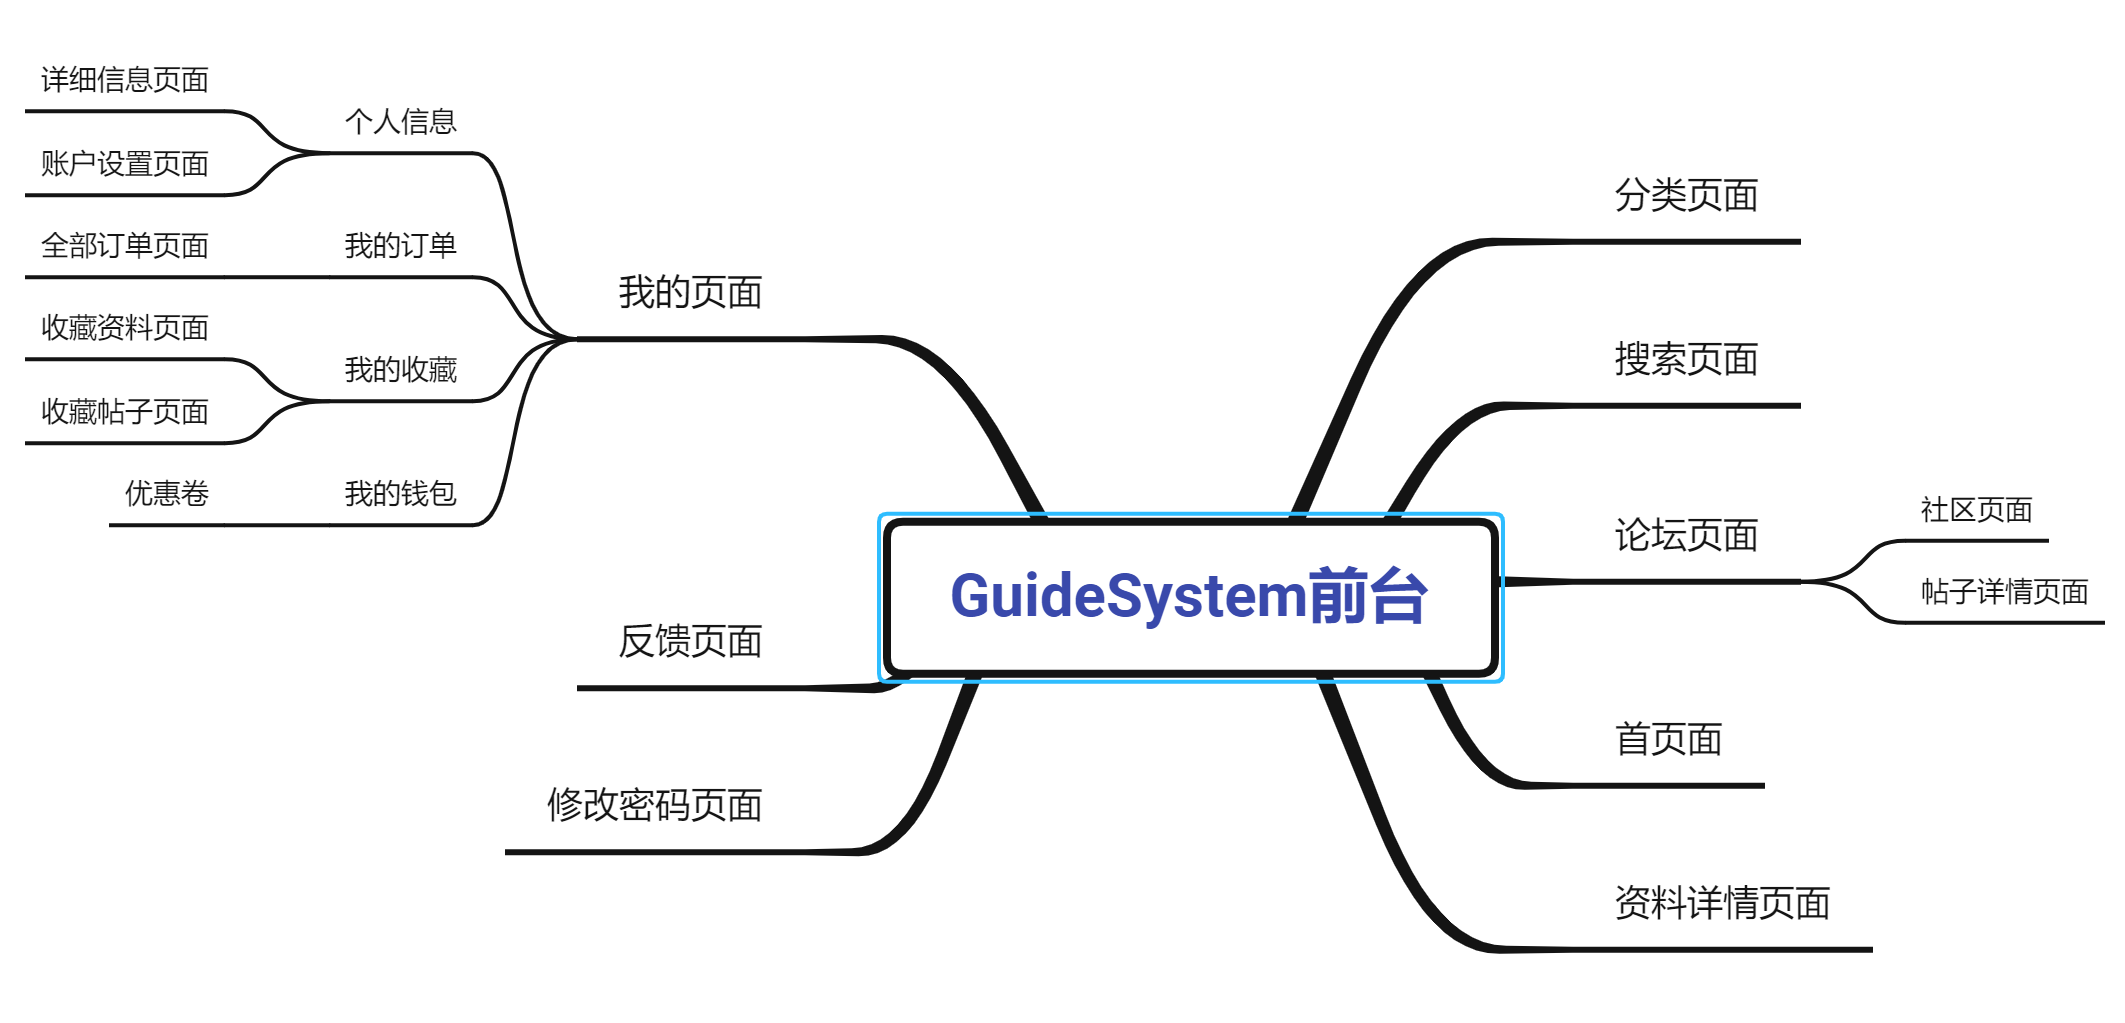 GuideSystem前台
分类页面
搜索页面
论坛页面
社区页面
帖子详情页面
首页面
资料详情页面
我的页面
个人信息
详细信息页面
账户设置页面
我的订单
全部订单页面
我的收藏
收藏资料页面
收藏帖子页面
我的钱包
优惠卷
反馈页面
修改密码页面